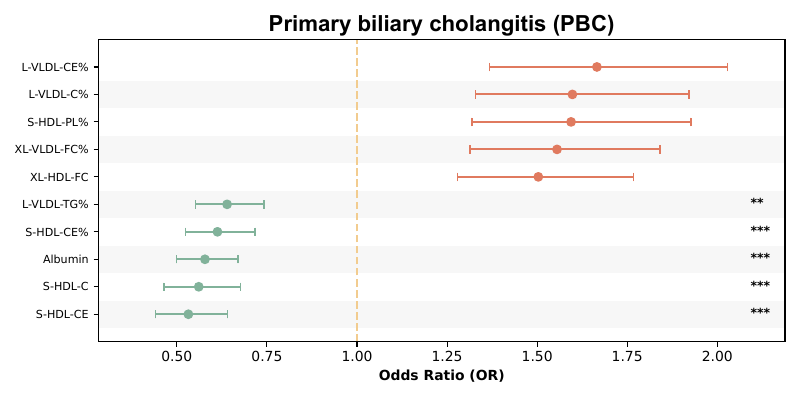 Primary biliary cholangitis (PBC)
L-VLDL-CE%
L-VLDL-C%
S-HDL-PL%
XL-VLDL-FC%
XL-HDL-FC
L-VLDL-TG% **
S-HDL-CE% ***
Albumin ***
S-HDL-C ***
S-HDL-CE ***
0.50 0.75 1.00 1.25 1.50 1.75 2.00
Odds Ratio (OR)